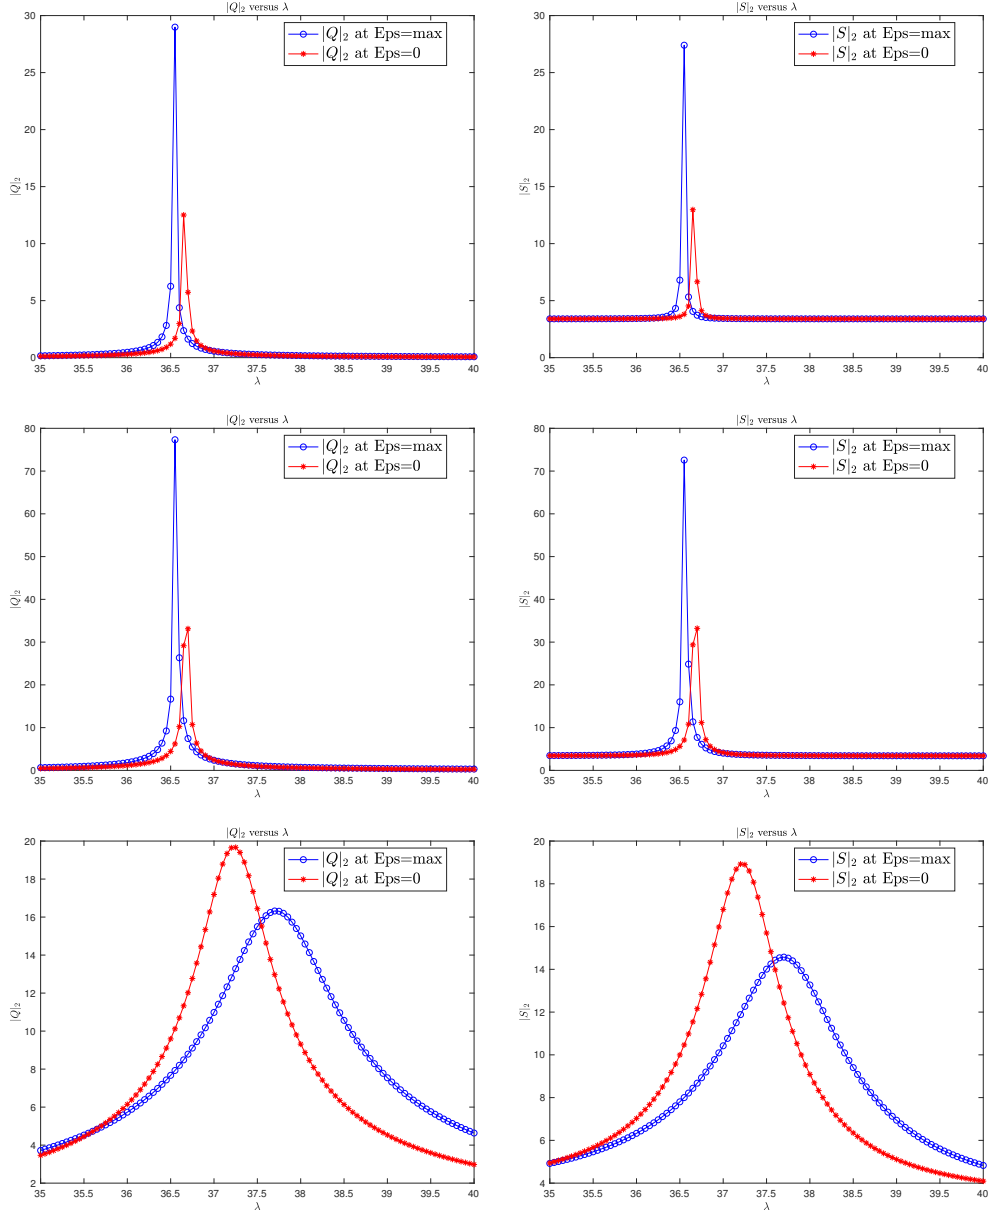 |Q|₂ versus λ
|Q|₂ at Eps=max
|Q|₂ at Eps=0
30
25
20
15
10
5
0
|Q|₂
35 35.5 36 36.5 37 37.5 38 38.5 39 39.5 40
λ
|S|₂ versus λ
|S|₂ at Eps=max
|S|₂ at Eps=0
30
25
20
15
10
5
0
|S|₂
35 35.5 36 36.5 37 37.5 38 38.5 39 39.5 40
λ
|Q|₂ versus λ
|Q|₂ at Eps=max
|Q|₂ at Eps=0
80
70
60
50
40
30
20
10
0
|Q|₂
35 35.5 36 36.5 37 37.5 38 38.5 39 39.5 40
λ
|S|₂ versus λ
|S|₂ at Eps=max
|S|₂ at Eps=0
80
70
60
50
40
30
20
10
0
|S|₂
35 35.5 36 36.5 37 37.5 38 38.5 39 39.5 40
λ
|Q|₂ versus λ
|Q|₂ at Eps=max
|Q|₂ at Eps=0
20
18
16
14
12
10
8
6
4
2
|Q|₂
35 35.5 36 36.5 37 37.5 38 38.5 39 39.5 40
λ
|S|₂ versus λ
|S|₂ at Eps=max
|S|₂ at Eps=0
20
18
16
14
12
10
8
6
4
|S|₂
35 35.5 36 36.5 37 37.5 38 38.5 39 39.5 40
λ